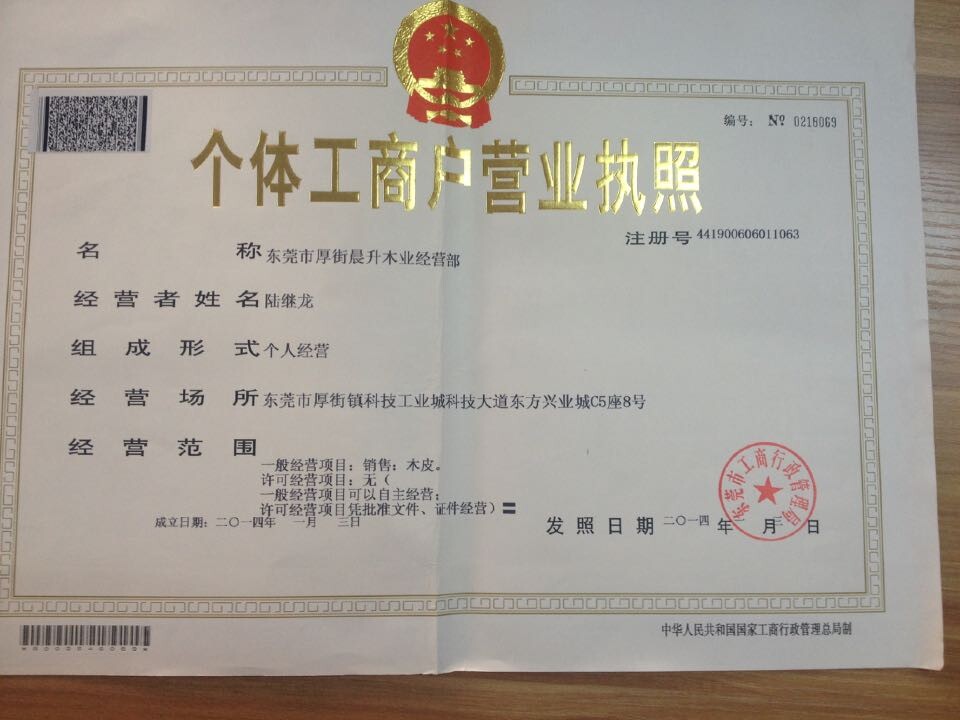 编号： Nº 0218069
个体工商户营业执照
注册号 441900606011063
名 称 东莞市厚街晨升木业经营部
经营者姓名 陆继龙
组成形式 个人经营
经营场所 东莞市厚街镇科技工业城科技大道东方兴业城C5座8号
经营范围
一般经营项目：销售：木皮。
许可经营项目：无（
一般经营项目可以自主经营；
许可经营项目凭批准文件、证件经营）〓
成立日期：二〇一四年 一月 三日
发照日期 二〇一四 年 一 月 三 日
东莞市工商行政管理局
中华人民共和国国家工商行政管理总局制